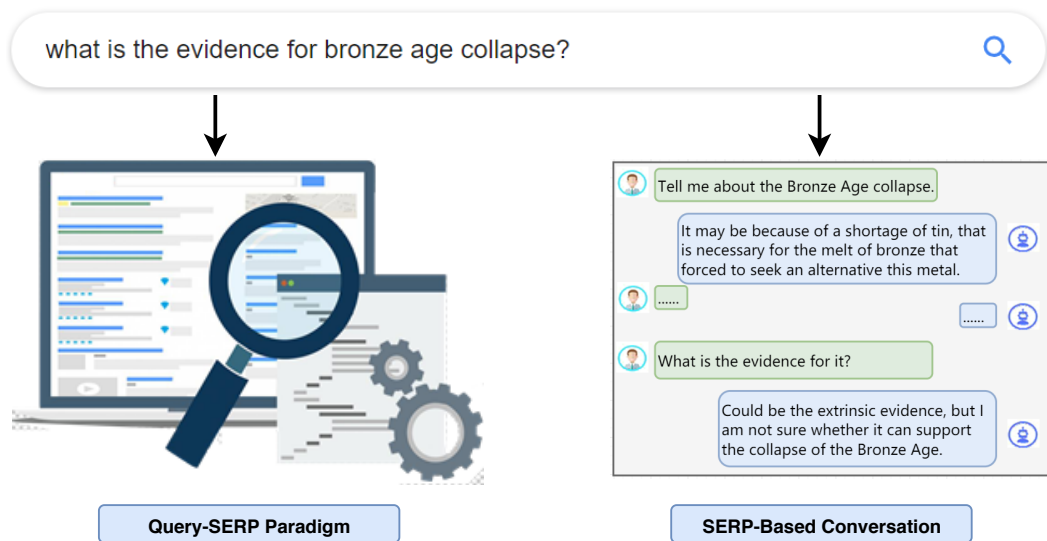 what is the evidence for bronze age collapse?
Tell me about the Bronze Age collapse.
It may be because of a shortage of tin, that
is necessary for the melt of bronze that
forced to seek an alternative this metal.
......
......
What is the evidence for it?
Could be the extrinsic evidence, but I
am not sure whether it can support
the collapse of the Bronze Age.
Query-SERP Paradigm
SERP-Based Conversation